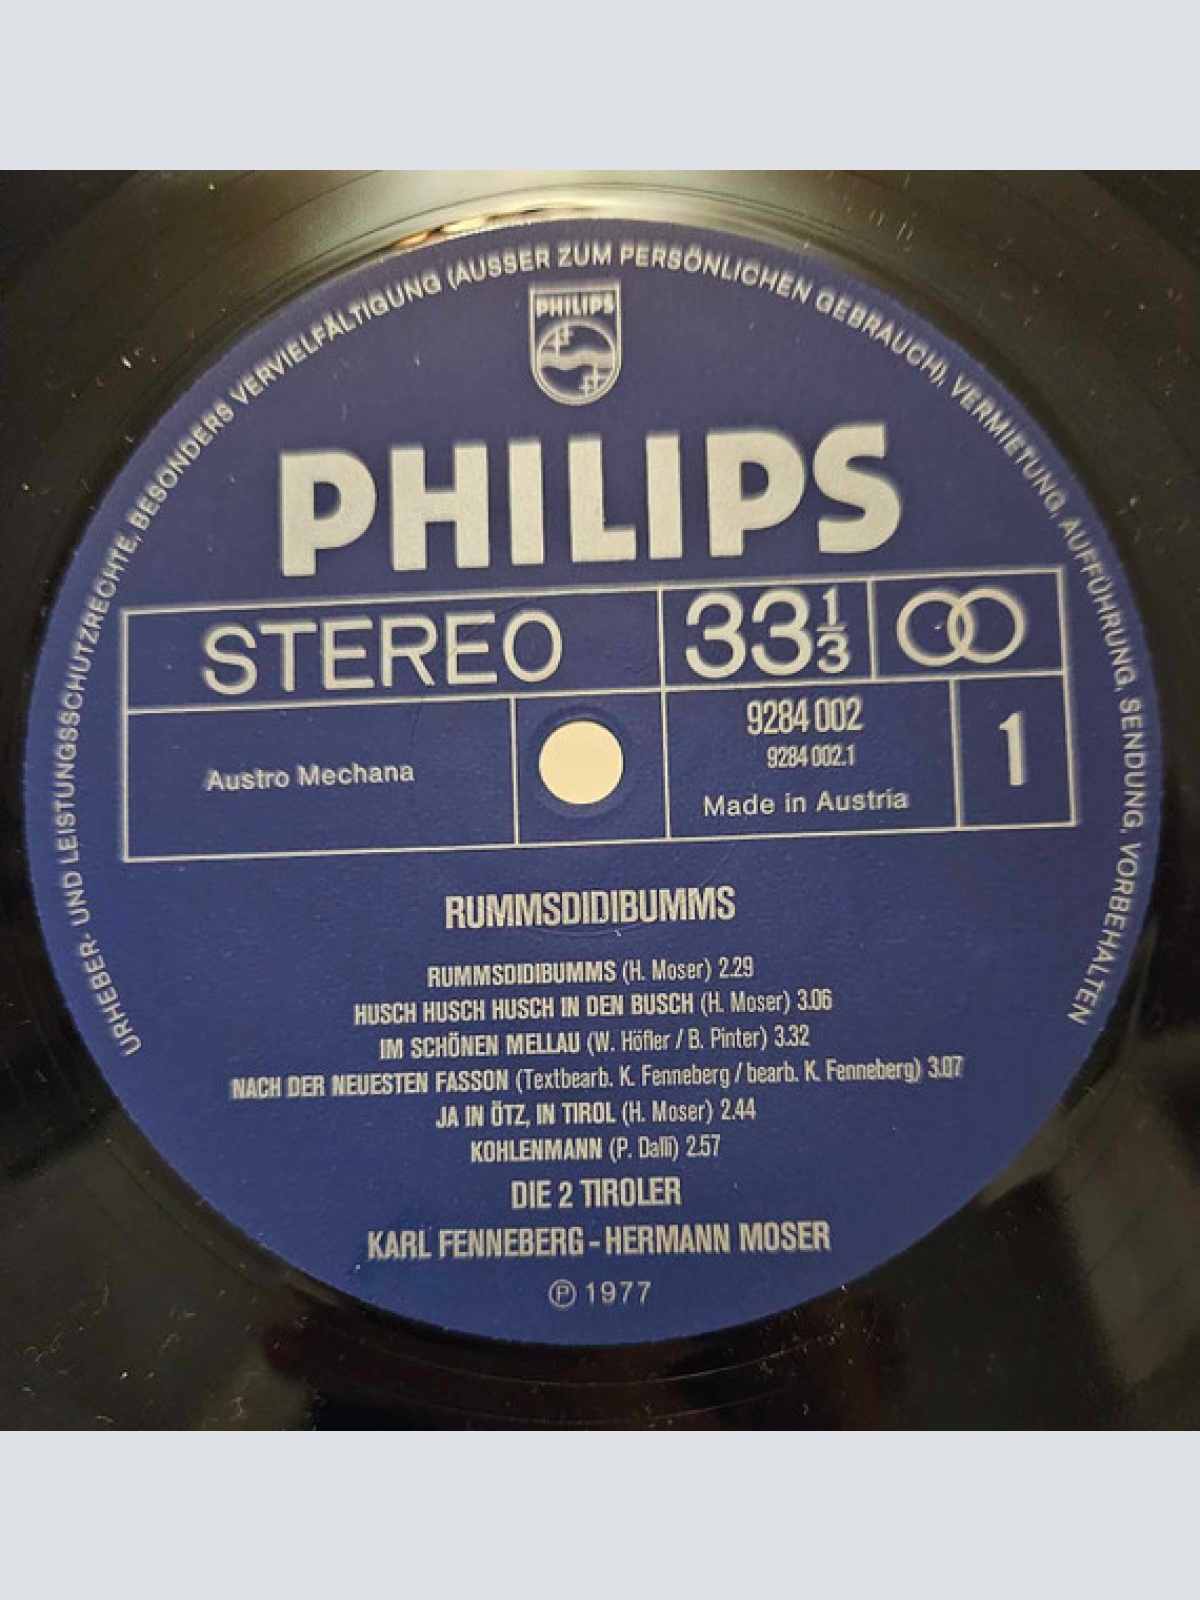 URHEBER- UND LEISTUNGSSCHUTZRECHTE, BESONDERS VERVIELFÄLTIGUNG (AUSSER ZUM PERSÖNLICHEN GEBRAUCH), VERMIETUNG, AUFFÜHRUNG, SENDUNG, VORBEHALTEN
PHILIPS
PHILIPS
STEREO
33 1/3
Austro Mechana
9284 002
9284 002.1
Made in Austria
1
RUMMSDIDIBUMMS
RUMMSDIDIBUMMS (H. Moser) 2.29
HUSCH HUSCH HUSCH IN DEN BUSCH (H. Moser) 3.06
IM SCHÖNEN MELLAU (W. Höfler / B. Pinter) 3.32
NACH DER NEUESTEN FASSON (Textbearb. K. Fenneberg / bearb. K. Fenneberg) 3.07
JA IN ÖTZ, IN TIROL (H. Moser) 2.44
KOHLENMANN (P. Dalli) 2.57
DIE 2 TIROLER
KARL FENNEBERG - HERMANN MOSER
℗ 1977